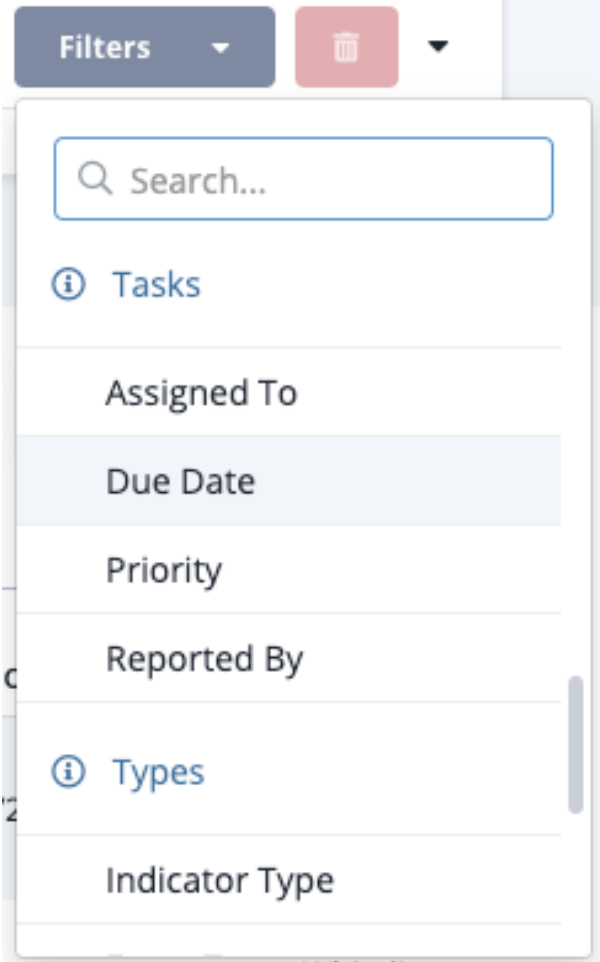 Filters
Search...
Tasks
Assigned To
Due Date
Priority
Reported By
Types
Indicator Type